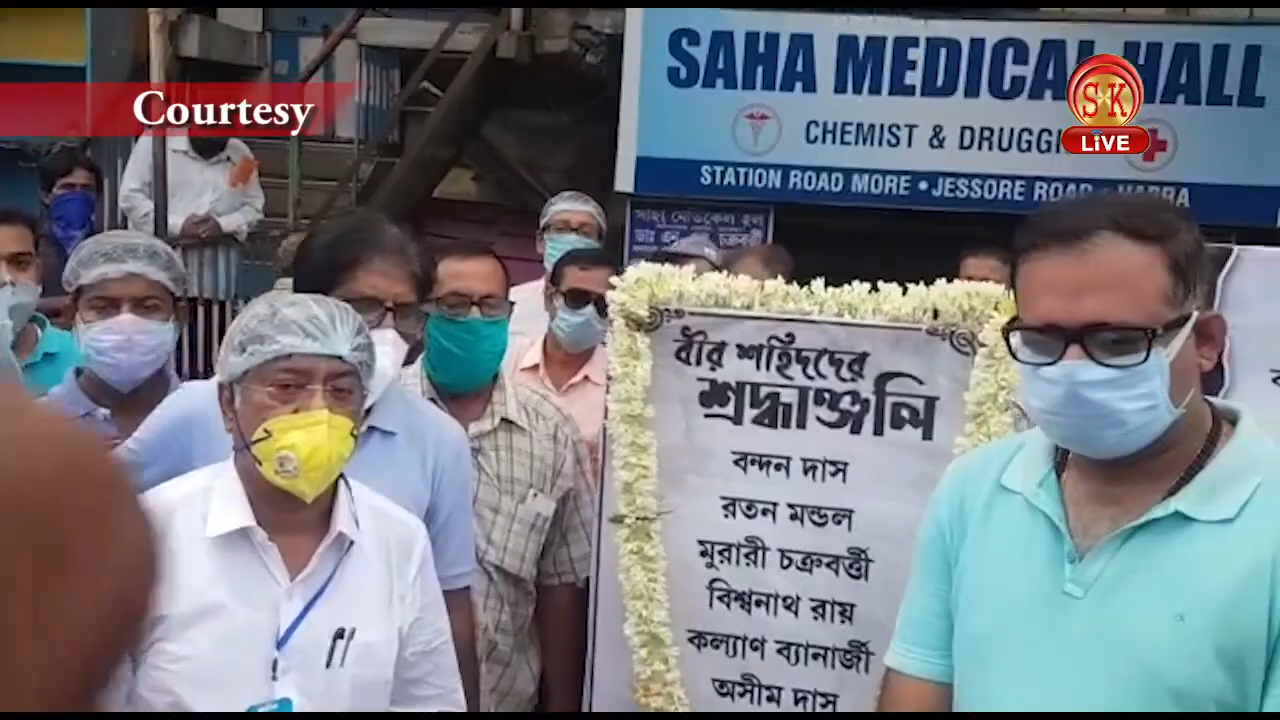 Courtesy
SAHA MEDICAL HALL
SK
LiVE
CHEMIST &
STATION ROAD MORE • JESSORE ROAD • HABRA
বীর শহিদদের
শ্রদ্ধাঞ্জলি
বন্দন দাস
রতন মন্ডল
মুরারী চক্রবর্ত্তী
বিশ্বনাথ রায়
কল্যাণ ব্যানার্জী
অসীম দাস